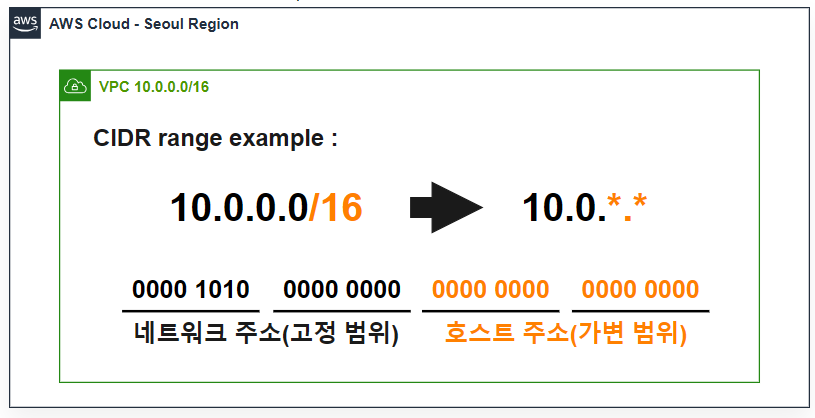 aws
AWS Cloud - Seoul Region
VPC 10.0.0.0/16
CIDR range example :
10.0.0.0/16 10.0.*.*
0000 1010 0000 0000 0000 0000 0000 0000
네트워크 주소(고정 범위) 호스트 주소(가변 범위)